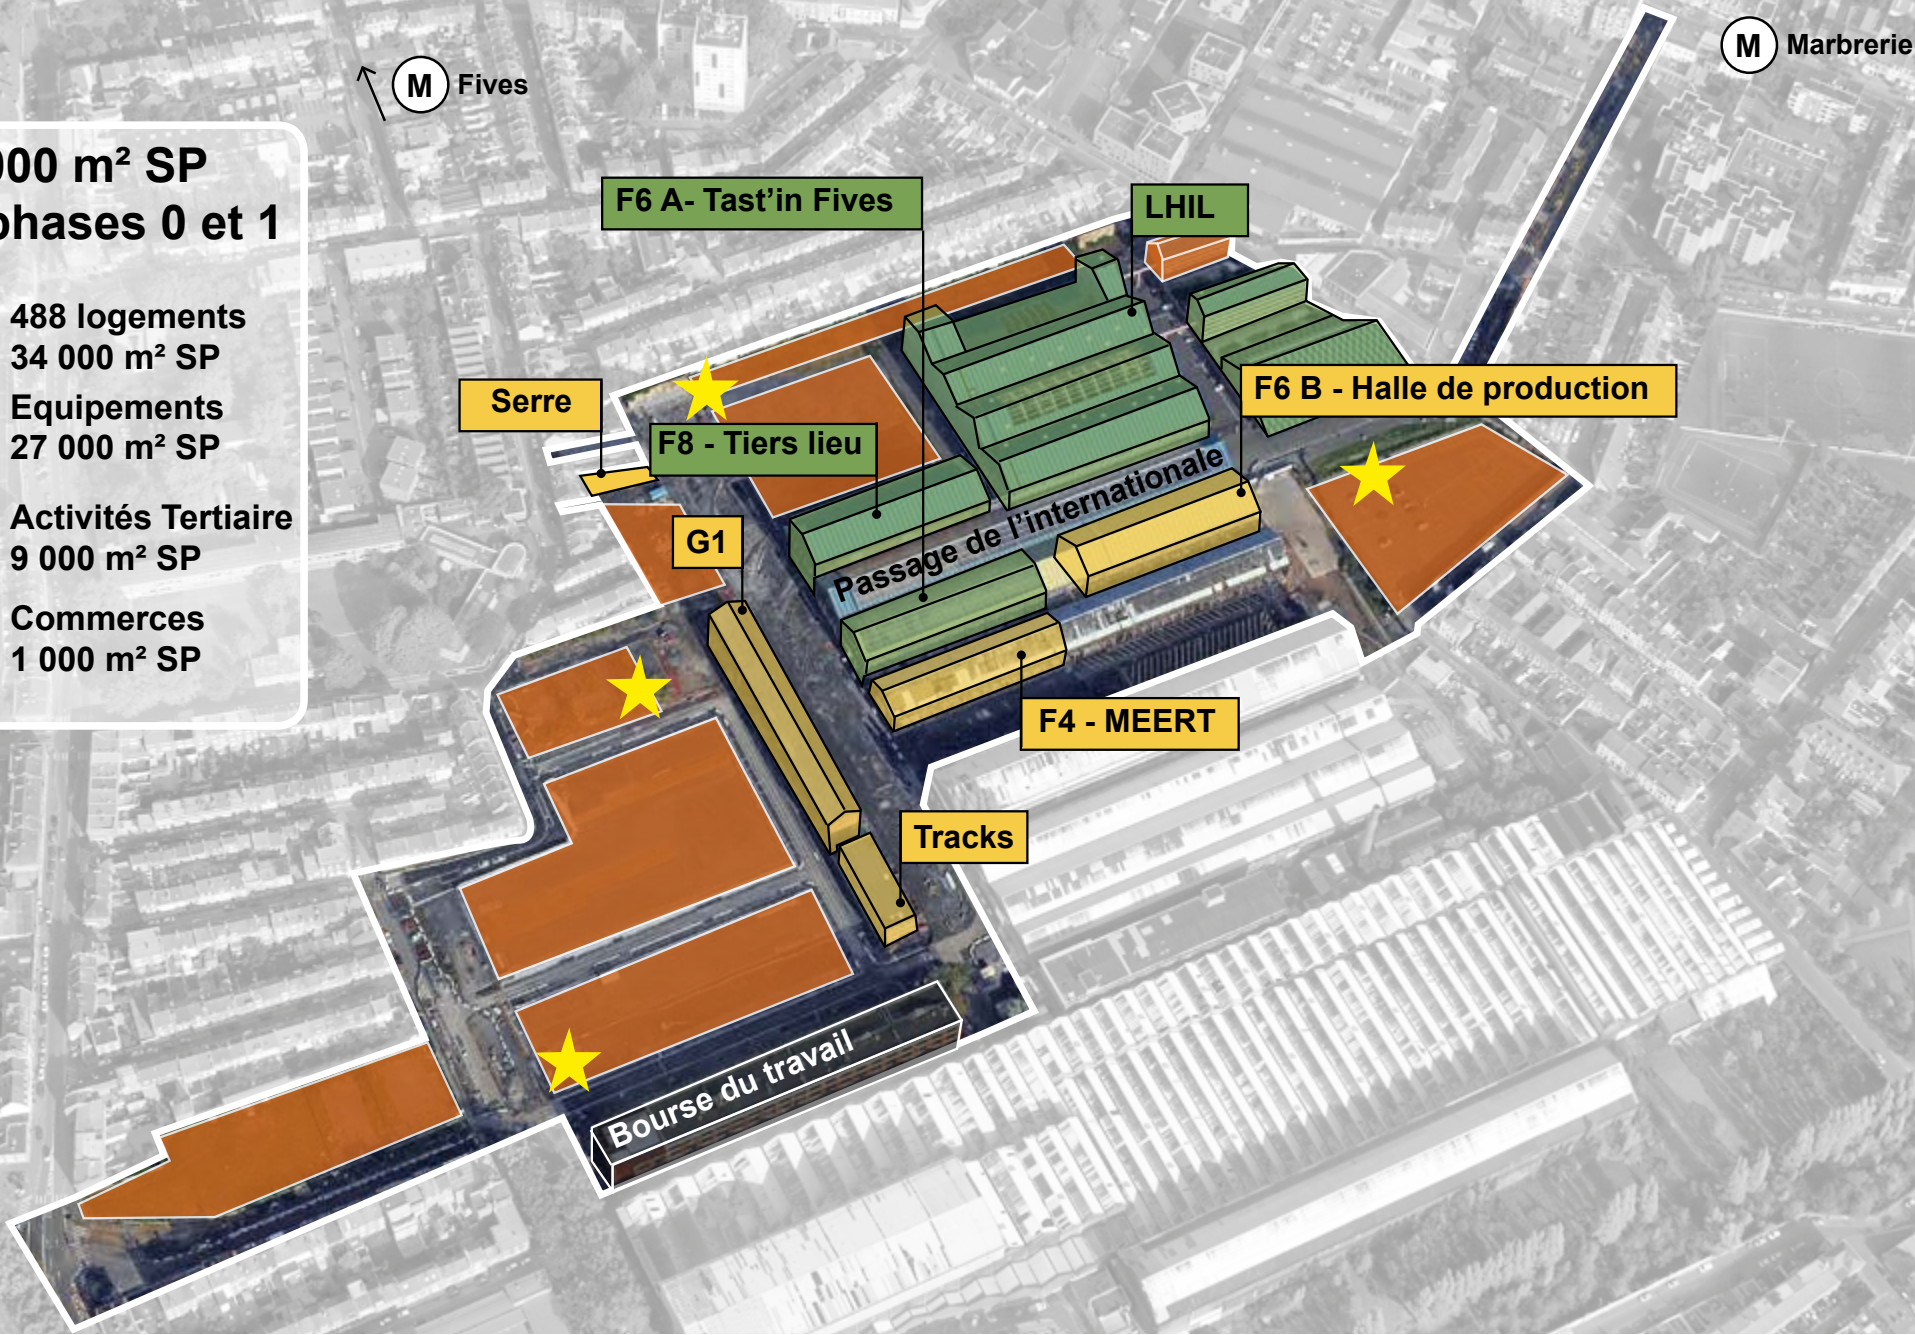 M Fives
M Marbrerie
000 m² SP
phases 0 et 1
488 logements
34 000 m² SP
Equipements
27 000 m² SP
Activités Tertiaire
9 000 m² SP
Commerces
1 000 m² SP
F6 A- Tast'in Fives
LHIL
Serre
F8 - Tiers lieu
F6 B - Halle de production
Passage de l'internationale
G1
F4 - MEERT
Tracks
Bourse du travail